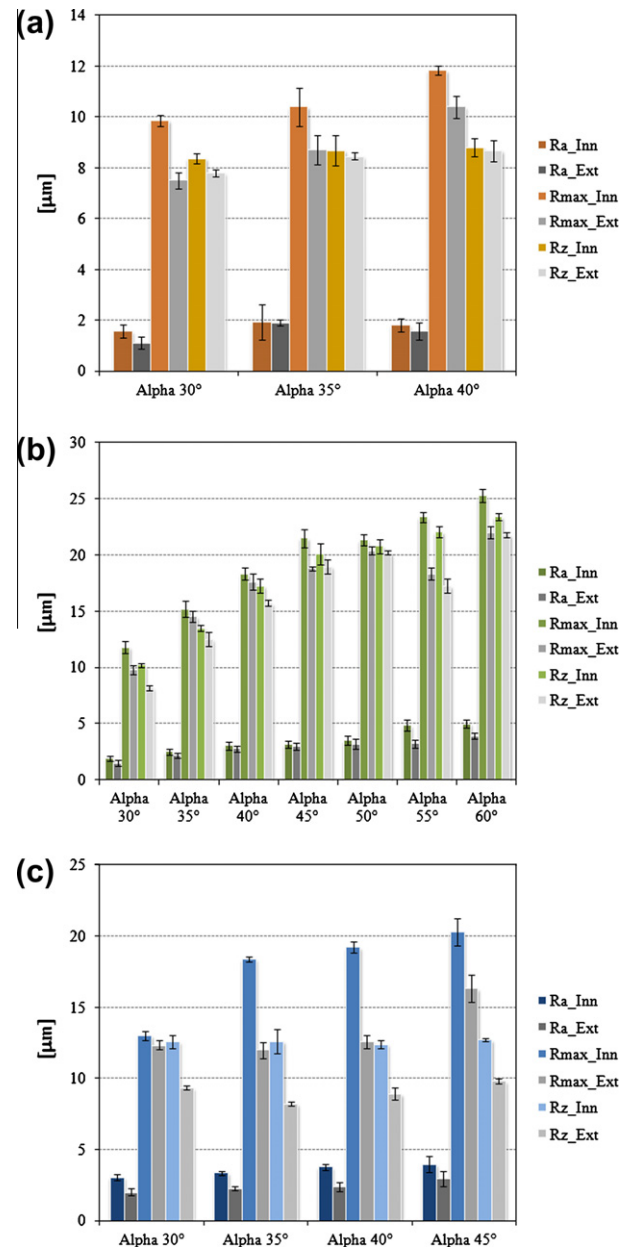 (a)
14
12
10
8
6
4
2
0
[µm]
Alpha 30°
Alpha 35°
Alpha 40°
Ra_Inn
Ra_Ext
Rmax_Inn
Rmax_Ext
Rz_Inn
Rz_Ext
(b)
30
25
20
15
10
5
0
[µm]
Alpha
30°
Alpha
35°
Alpha
40°
Alpha
45°
Alpha
50°
Alpha
55°
Alpha
60°
Ra_Inn
Ra_Ext
Rmax_Inn
Rmax_Ext
Rz_Inn
Rz_Ext
(c)
25
20
15
10
5
0
[µm]
Alpha 30°
Alpha 35°
Alpha 40°
Alpha 45°
Ra_Inn
Ra_Ext
Rmax_Inn
Rmax_Ext
Rz_Inn
Rz_Ext